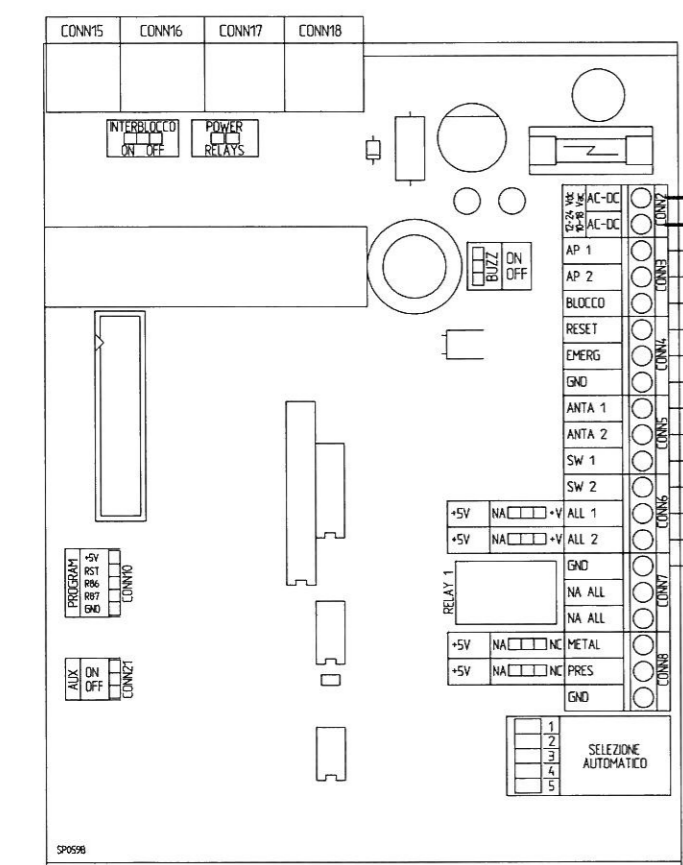 CONN15 CONN16 CONN17 CONN18
INTERBLOCCO
ON OFF
POWER
RELAYS
12-24 Vdc
10-18 Vac
AC-DC
AC-DC
CONN2
BUZZ
ON
OFF
AP 1
AP 2
BLOCCO
CONN3
RESET
EMERG
GND
CONN4
ANTA 1
ANTA 2
SW 1
CONN5
SW 2
+5V NA +V ALL 1
+5V NA +V ALL 2
CONN6
RELAY 1
GND
NA ALL
NA ALL
CONN7
+5V NA NC METAL
+5V NA NC PRES
GND
CONN8
PROGRAM
+5V
RST
RB6
RB7
GND
CONN10
AUX
ON
OFF
CONN21
1
2
3
4
5
SELEZIONE
AUTOMATICO
SP059B